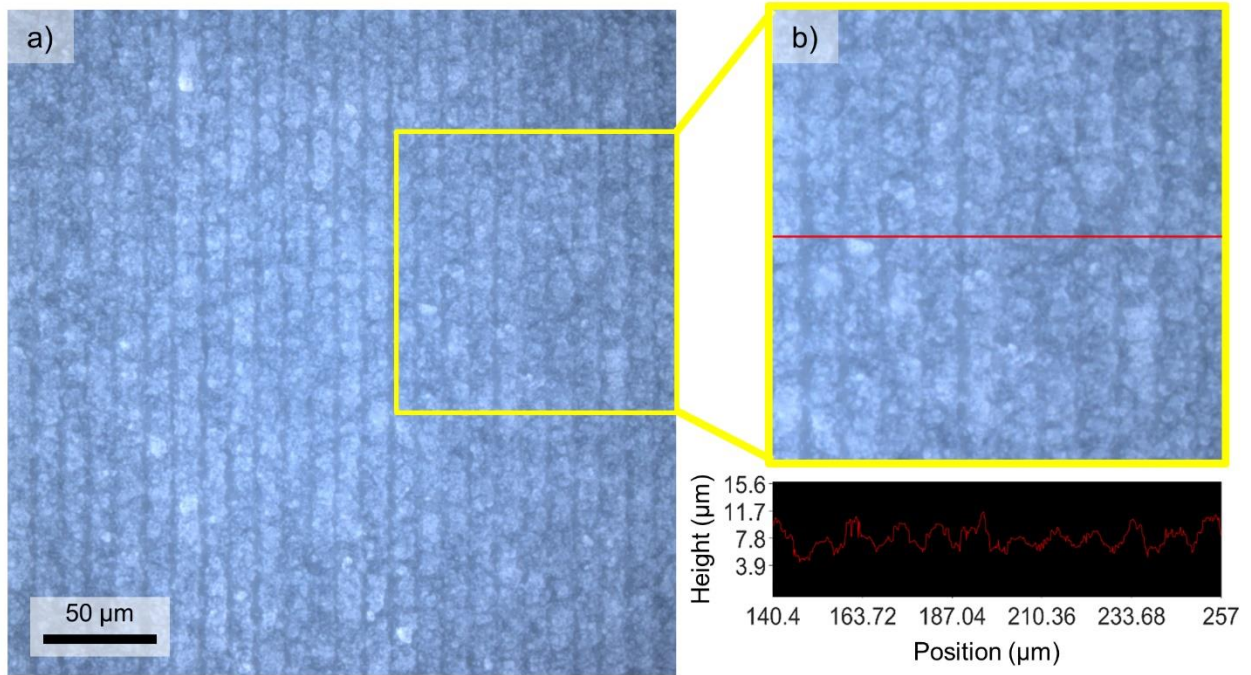 a)
b)
50 µm
Height (µm)
15.6
11.7
7.8
3.9
140.4 163.72 187.04 210.36 233.68 257
Position (µm)